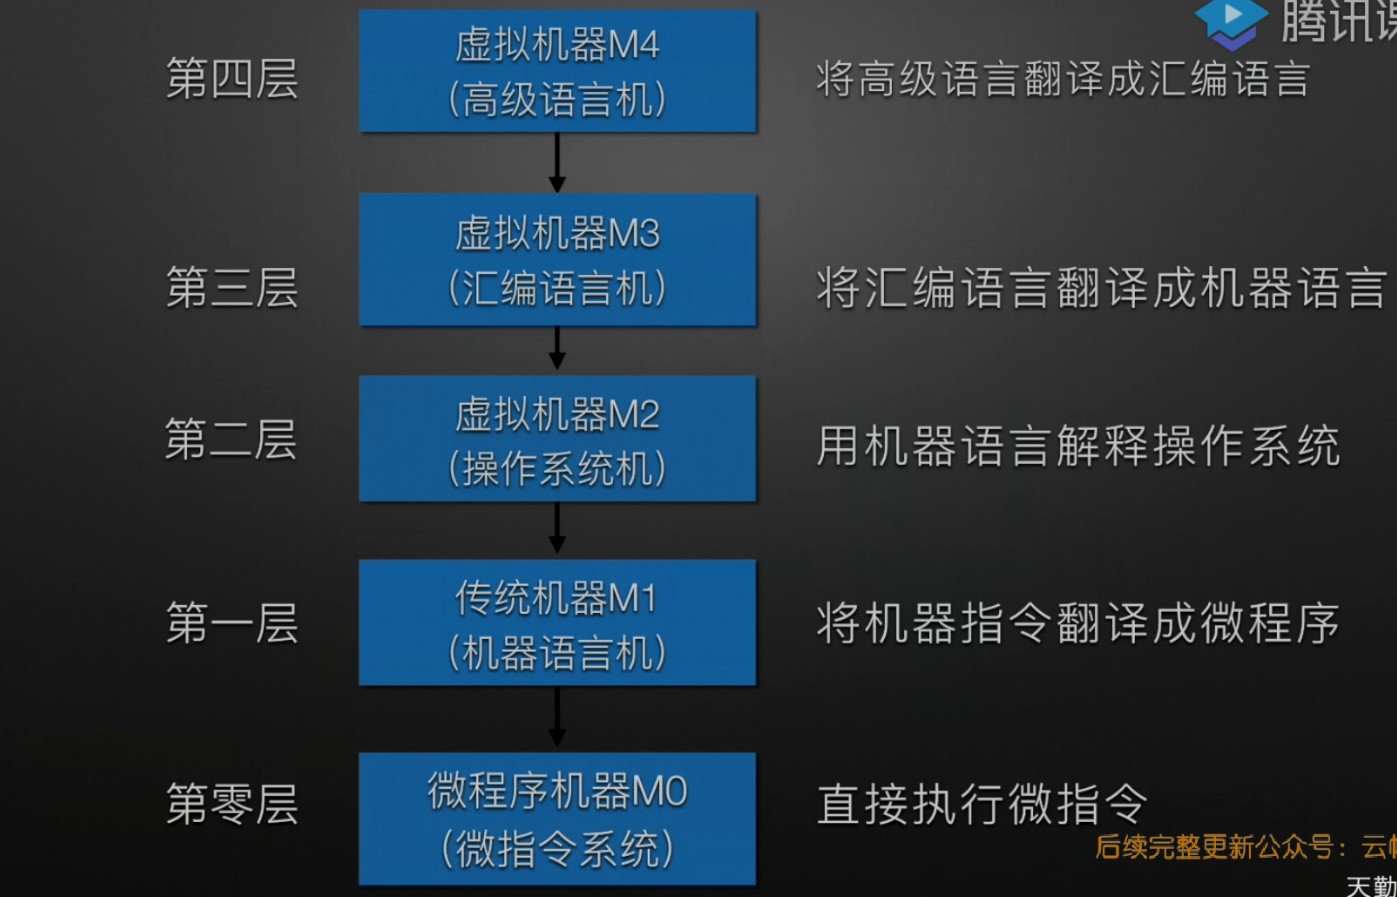 腾讯课
第四层
虚拟机器M4
(高级语言机)
将高级语言翻译成汇编语言
第三层
虚拟机器M3
(汇编语言机)
将汇编语言翻译成机器语言
第二层
虚拟机器M2
(操作系统机)
用机器语言解释操作系统
第一层
传统机器M1
(机器语言机)
将机器指令翻译成微程序
第零层
微程序机器M0
(微指令系统)
直接执行微指令
后续完整更新公众号：云
天勤